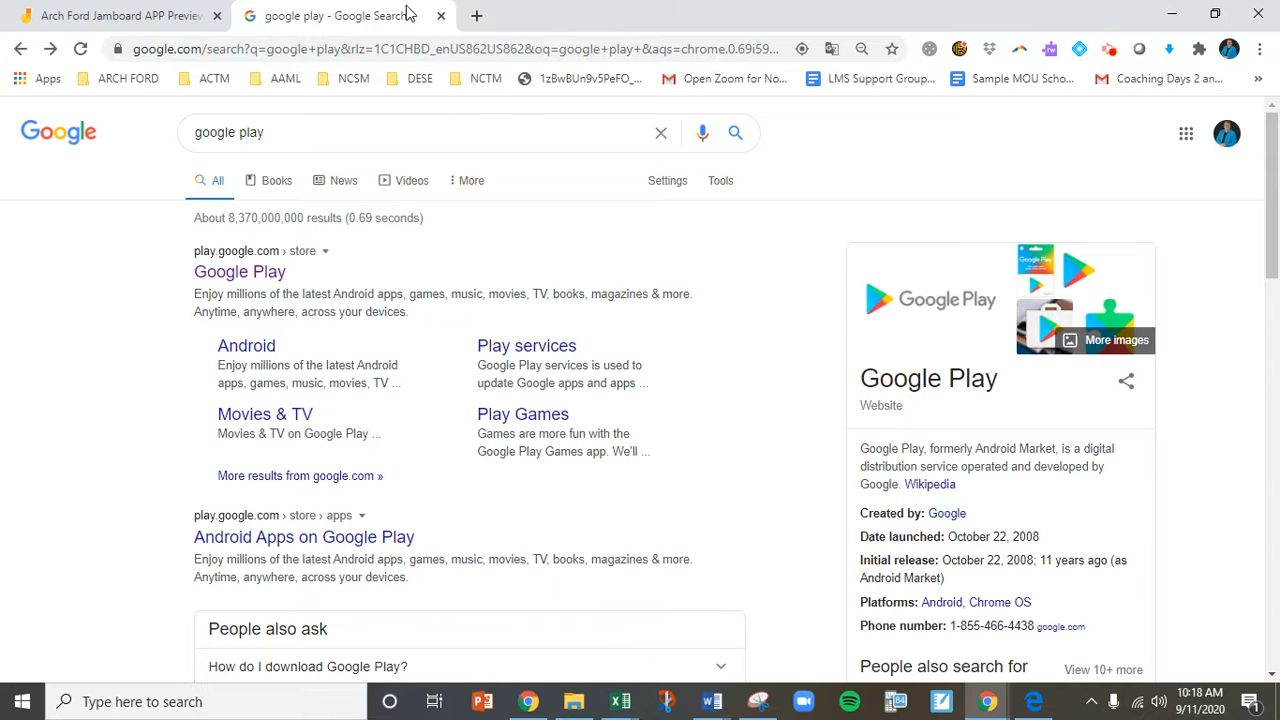 Arch Ford Jamboard APP Preview
google play - Google Search
google.com/search?q=google+play&rlz=1C1CHBD_enUS862US862&oq=google+play+&aqs=chrome.0.69i59...
Apps
ARCH FORD
ACTM
AAML
NCSM
DESE
NCTM
1zBwBUn9v5PeFO_...
Open Zoom for No...
LMS Support Group...
Sample MOU Scho...
Coaching Days 2 an...
»
Google
google play
All
Books
News
Videos
More
Settings
Tools
About 8,370,000,000 results (0.69 seconds)
play.google.com › store
Google Play
Enjoy millions of the latest Android apps, games, music, movies, TV, books, magazines & more.
Anytime, anywhere, across your devices.
Android
Enjoy millions of the latest Android
apps, games, music, movies, TV ...
Play services
Google Play services is used to
update Google apps and apps ...
Movies & TV
Movies & TV on Google Play ...
Play Games
Games are more fun with the
Google Play Games app. We'll ...
More results from google.com »
play.google.com › store › apps
Android Apps on Google Play
Enjoy millions of the latest Android apps, games, music, movies, TV, books, magazines & more.
Anytime, anywhere, across your devices.
People also ask
How do I download Google Play?
Google Play
Google Play
More images
Google Play
Website
Google Play, formerly Android Market, is a digital
distribution service operated and developed by
Google. Wikipedia
Created by: Google
Date launched: October 22, 2008
Initial release: October 22, 2008; 11 years ago (as
Android Market)
Platforms: Android, Chrome OS
Phone number: 1-855-466-4438 google.com
People also search for
View 10+ more
Type here to search
10:18 AM
9/11/2020
1